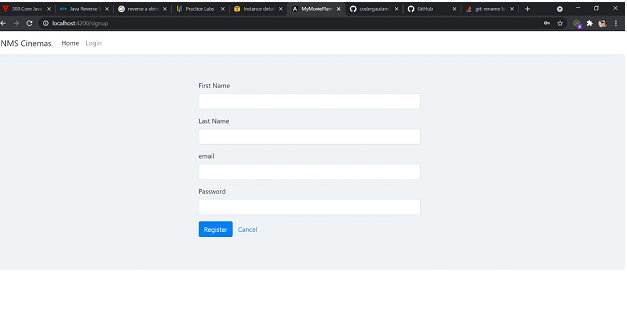 300 Core Java
Java Reverse
reverse a strin
Practice Labs
Instance detai
MyMoviePlan
codergautam
GitHub
git rename lo
localhost:4200/signup
NMS Cinemas Home Login
First Name
Last Name
email
Password
Register Cancel